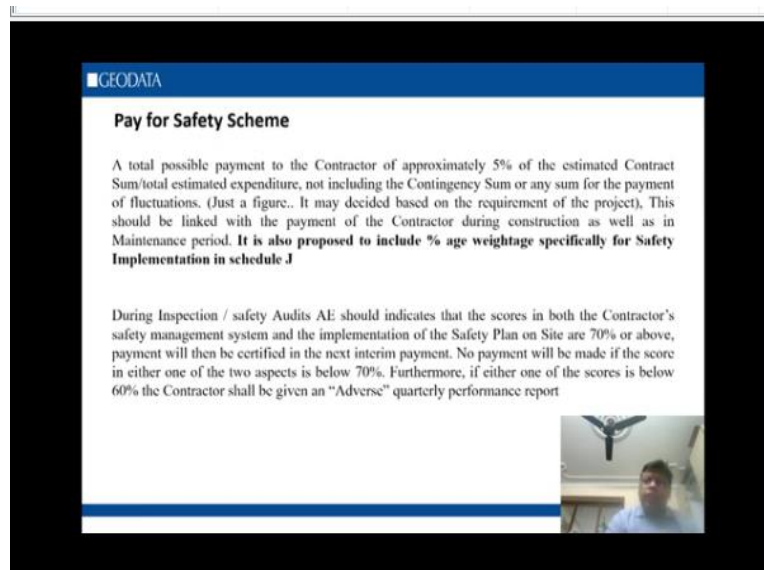 GEODATA
Pay for Safety Scheme
A total possible payment to the Contractor of approximately 5% of the estimated Contract
Sum/total estimated expenditure, not including the Contingency Sum or any sum for the payment
of fluctuations. (Just a figure.. It may decided based on the requirement of the project), This
should be linked with the payment of the Contractor during construction as well as in
Maintenance period. It is also proposed to include % age weightage specifically for Safety
Implementation in schedule J
During Inspection / safety Audits AE should indicates that the scores in both the Contractor's
safety management system and the implementation of the Safety Plan on Site are 70% or above,
payment will then be certified in the next interim payment. No payment will be made if the score
in either one of the two aspects is below 70%. Furthermore, if either one of the scores is below
60% the Contractor shall be given an "Adverse" quarterly performance report